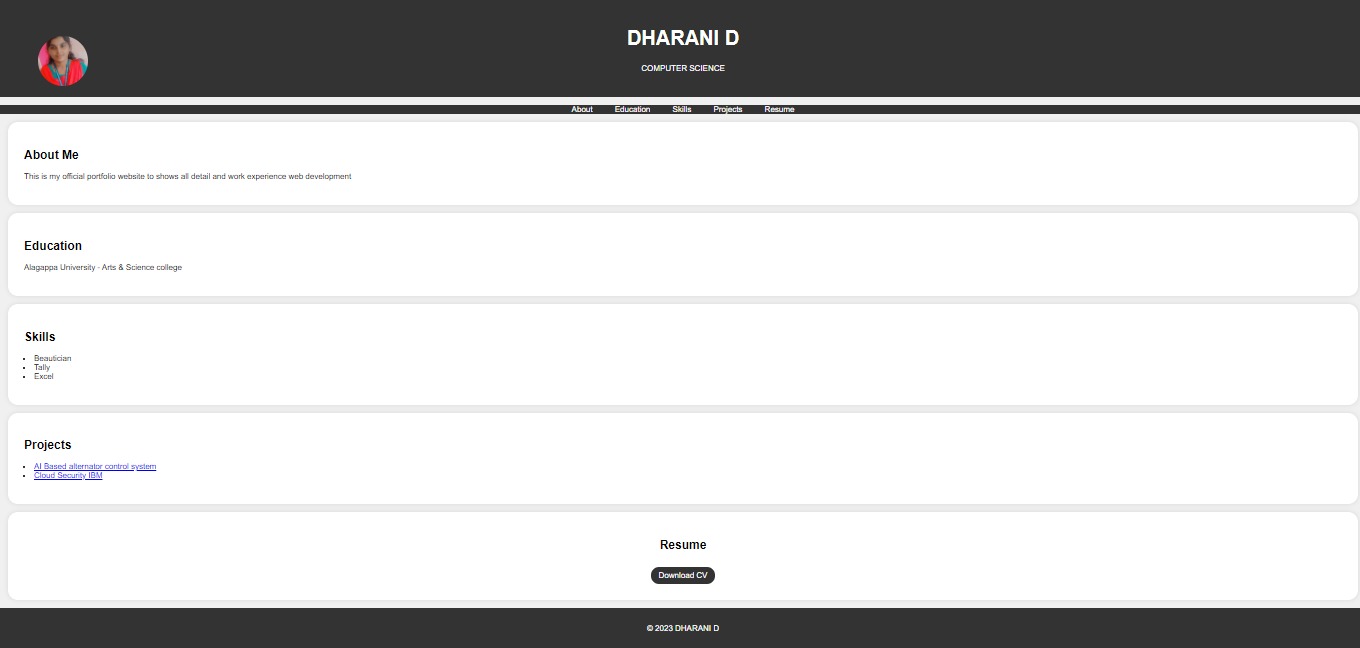 DHARANI D
COMPUTER SCIENCE
About Education Skills Projects Resume
About Me
This is my official portfolio website to shows all detail and work experience web development
Education
Alagappa University - Arts & Science college
Skills
Beautician
Tally
Excel
Projects
AI Based alternator control system
Cloud Security IBM
Resume
Download CV
© 2023 DHARANI D